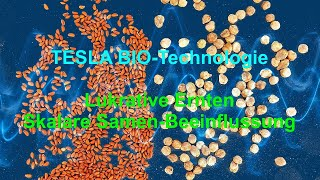 TESLA BIO-Technologie
Lukrative Ernten
Skalare Samen-Beeinflussung